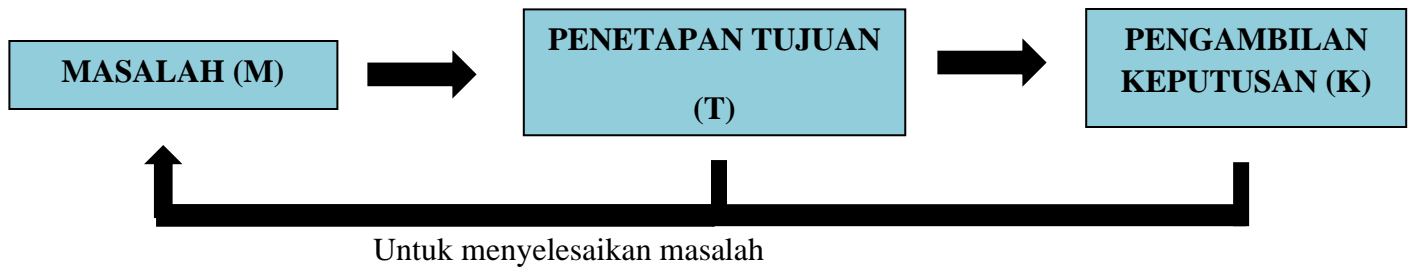 MASALAH (M)
PENETAPAN TUJUAN
(T)
PENGAMBILAN
KEPUTUSAN (K)
Untuk menyelesaikan masalah